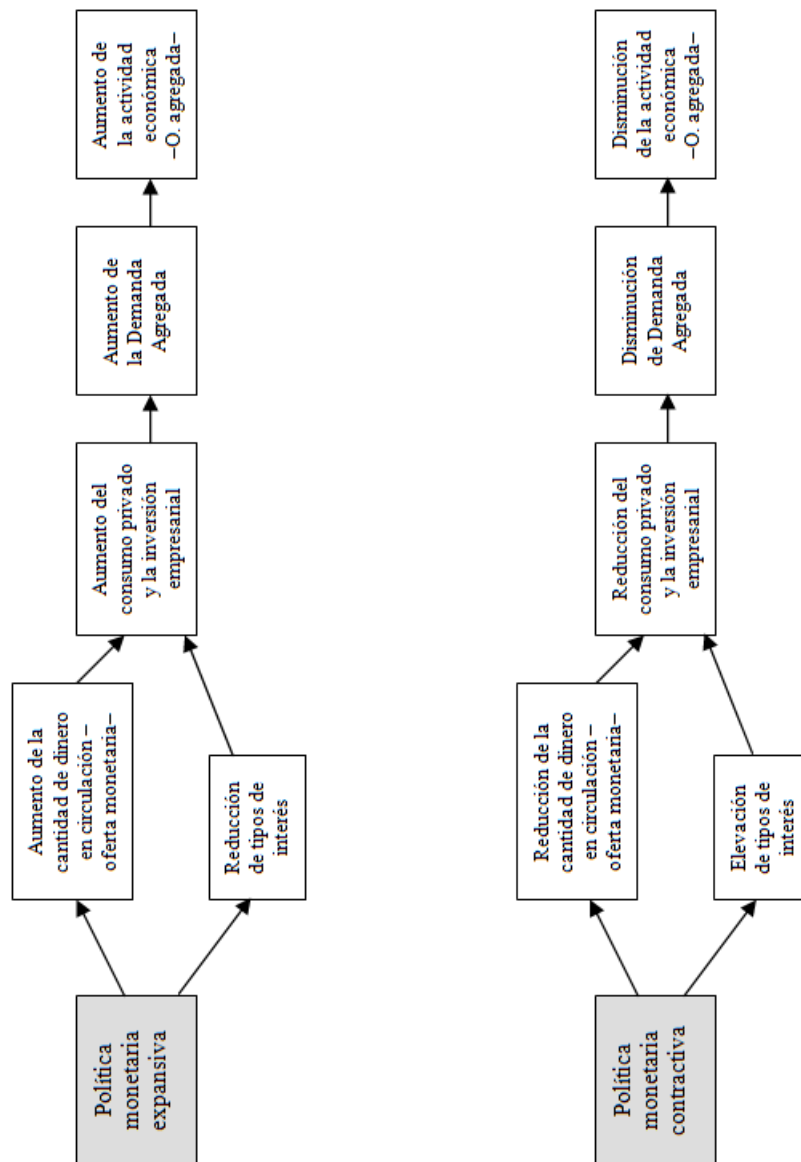 Política
monetaria
expansiva
Aumento de la
cantidad de dinero
en circulación –
oferta monetaria–
Reducción
de tipos de
interés
Aumento del
consumo privado
y la inversión
empresarial
Aumento de
la Demanda
Agregada
Aumento de
la actividad
económica
–O. agregada–
Política
monetaria
contractiva
Reducción de la
cantidad de dinero
en circulación –
oferta monetaria–
Elevación
de tipos de
interés
Reducción del
consumo privado
y la inversión
empresarial
Disminución
de Demanda
Agregada
Disminución
de la actividad
económica
–O. agregada–